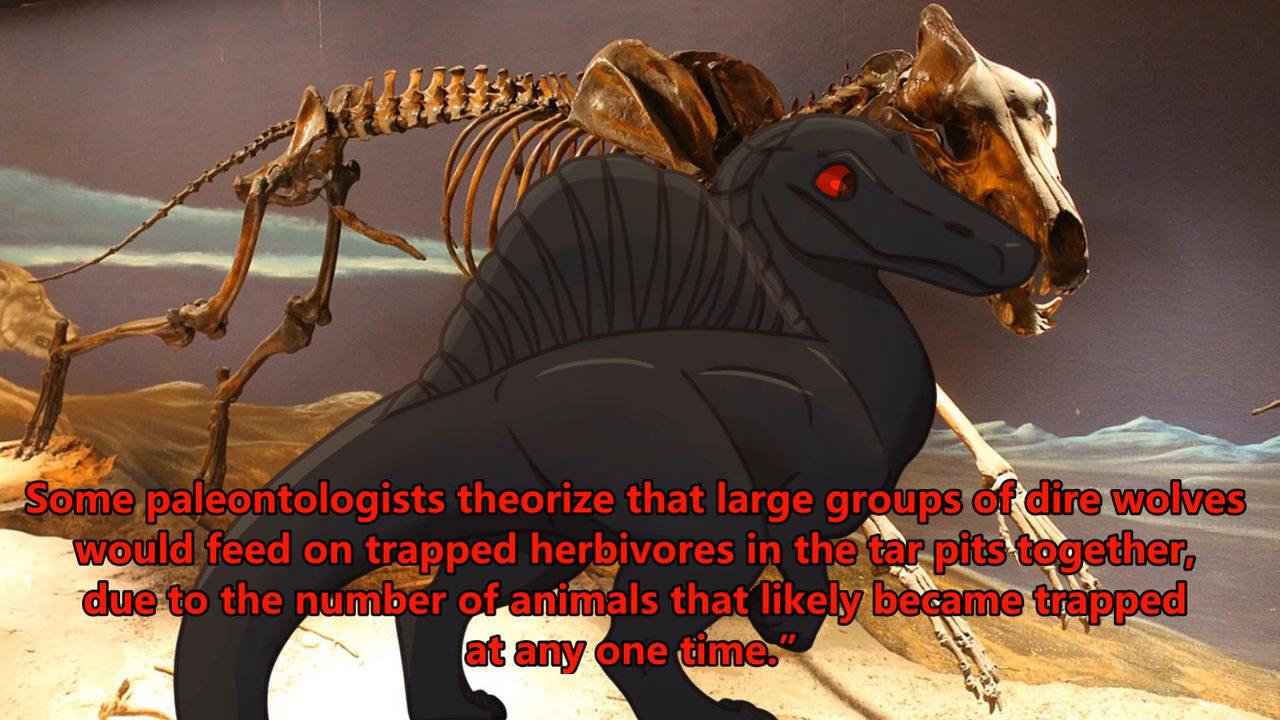 Some paleontologists theorize that large groups of dire wolves
would feed on trapped herbivores in the tar pits together,
due to the number of animals that likely became trapped
at any one time.”